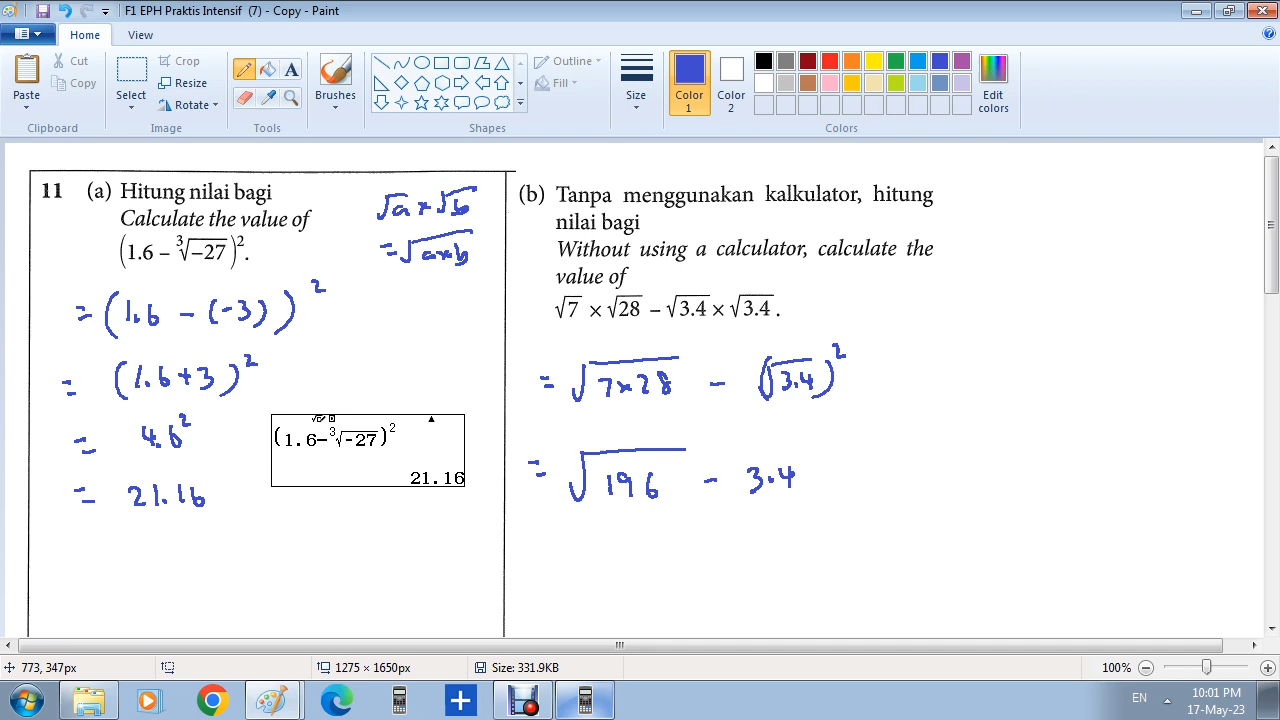 F1 EPH Praktis Intensif (7) - Copy - Paint
Home View
Paste Cut Copy Select Crop Resize Rotate Brushes Outline Fill Size Color 1 Color 2 Edit colors
Clipboard Image Tools Shapes Colors
11 (a) Hitung nilai bagi
Calculate the value of
(1.6 – ∛−27)².
√a × √b
= √a×b
= (1.6 − (−3))²
= (1.6 + 3)²
= 4.6²
= 21.16
(1.6−∛−27)²
21.16
(b) Tanpa menggunakan kalkulator, hitung
nilai bagi
Without using a calculator, calculate the
value of
√7 × √28 – √3.4 × √3.4.
= √7×28 − (√3.4)²
= √196 − 3.4
773, 347px 1275 × 1650px Size: 331.9KB 100%
EN 10:01 PM
17-May-23